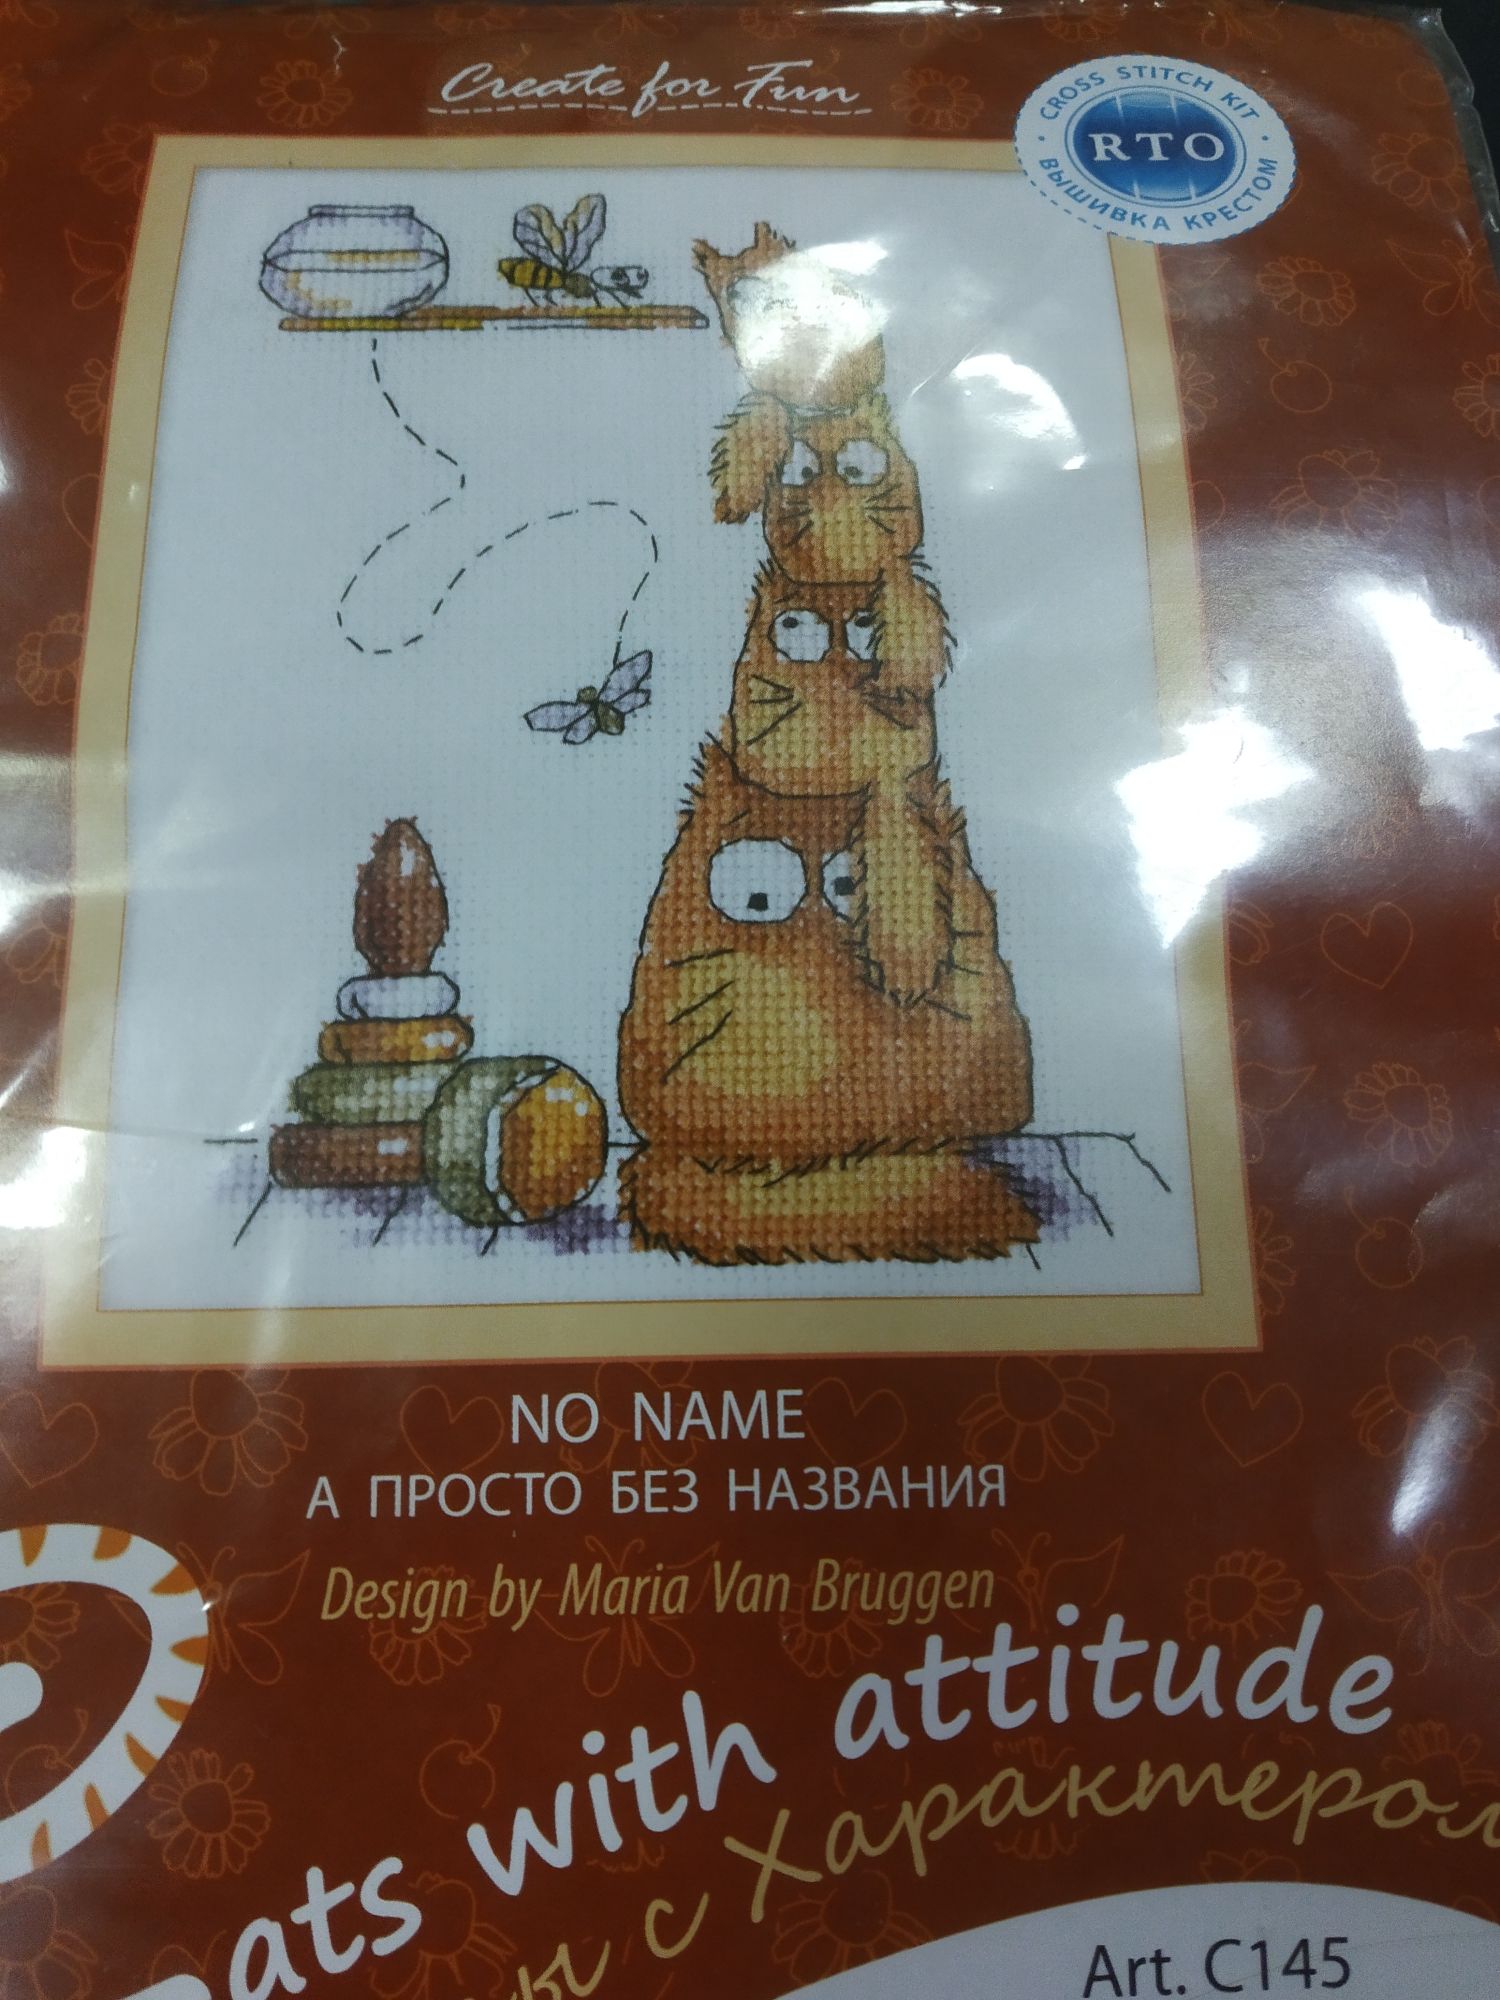 Create for Fun
CROSS STITCH KIT
RTO
ВЫШИВКА КРЕСТОМ
NO NAME
А ПРОСТО БЕЗ НАЗВАНИЯ
Design by Maria Van Bruggen
with attitude
с Характером
Art. C145